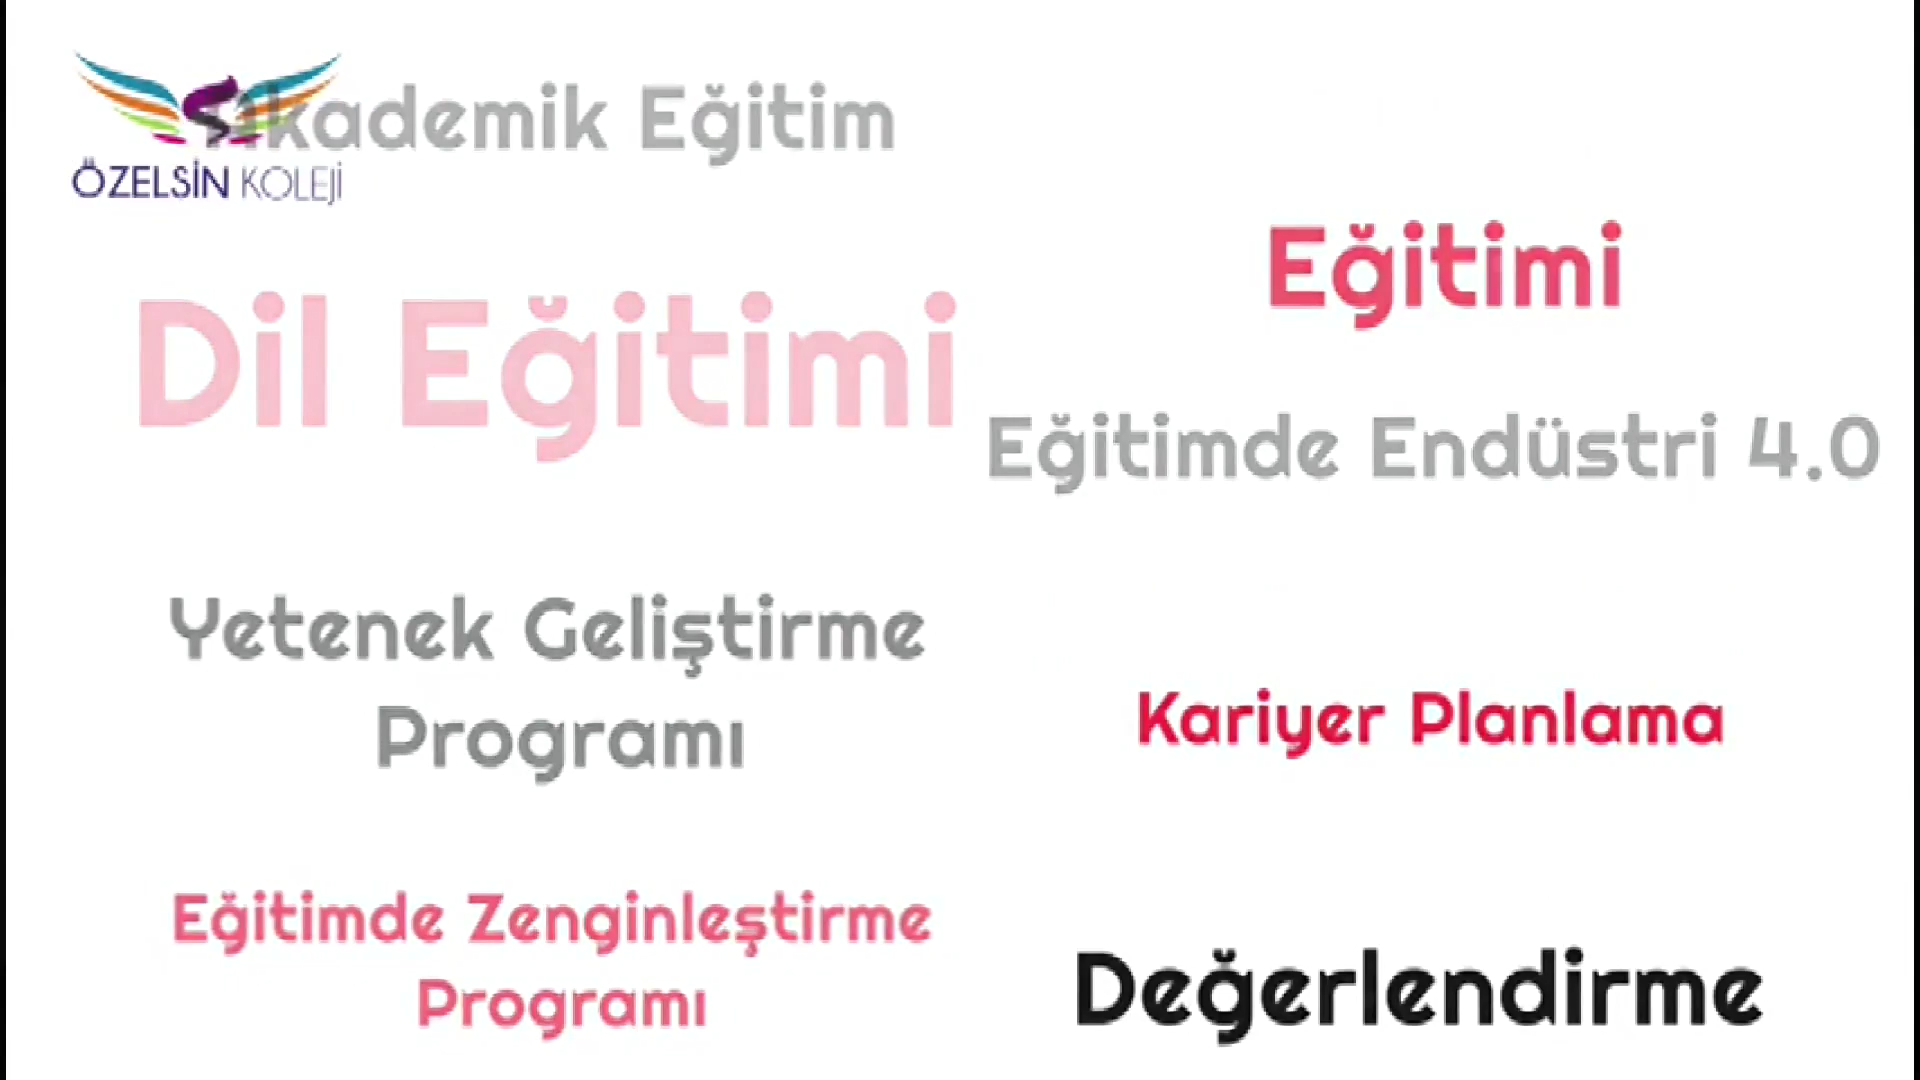 Akademik Eğitim
ÖZELSİN KOLEJİ
Dil Eğitimi
Yetenek Geliştirme
Programı
Eğitimde Zenginleştirme
Programı
Eğitimi
Eğitimde Endüstri 4.0
Kariyer Planlama
Değerlendirme